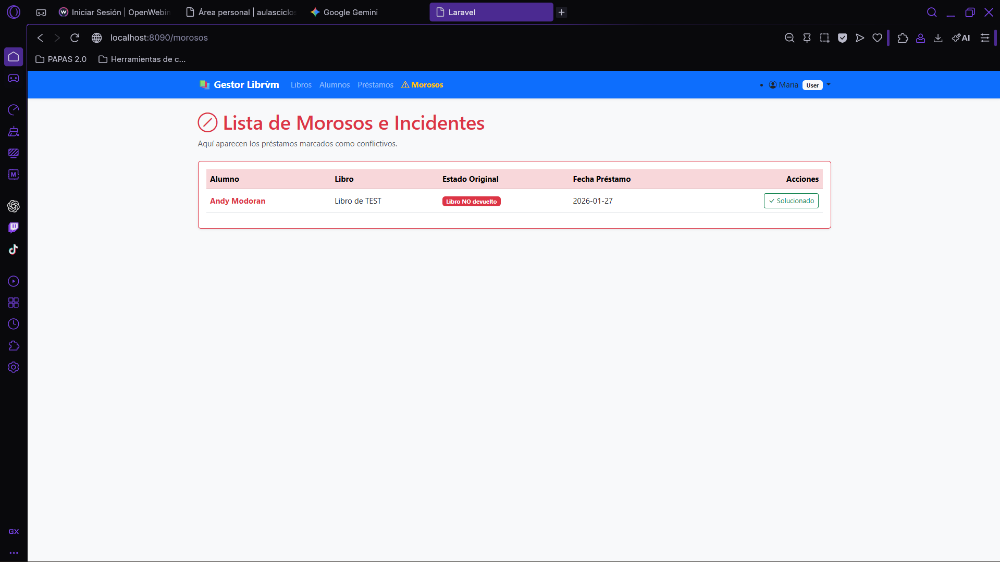 Iniciar Sesión | OpenWebin
Área personal | aulasciclos
Google Gemini
Laravel
localhost:8090/morosos
AI
PAPAS 2.0
Herramientas de c...
Gestor Librѷm
Libros
Alumnos
Préstamos
Morosos
Maria
User
M
Lista de Morosos e Incidentes
Aquí aparecen los préstamos marcados como conflictivos.
Alumno Libro Estado Original Fecha Préstamo Acciones
Andy Modoran Libro de TEST Libro NO devuelto 2026-01-27 Solucionado
GX